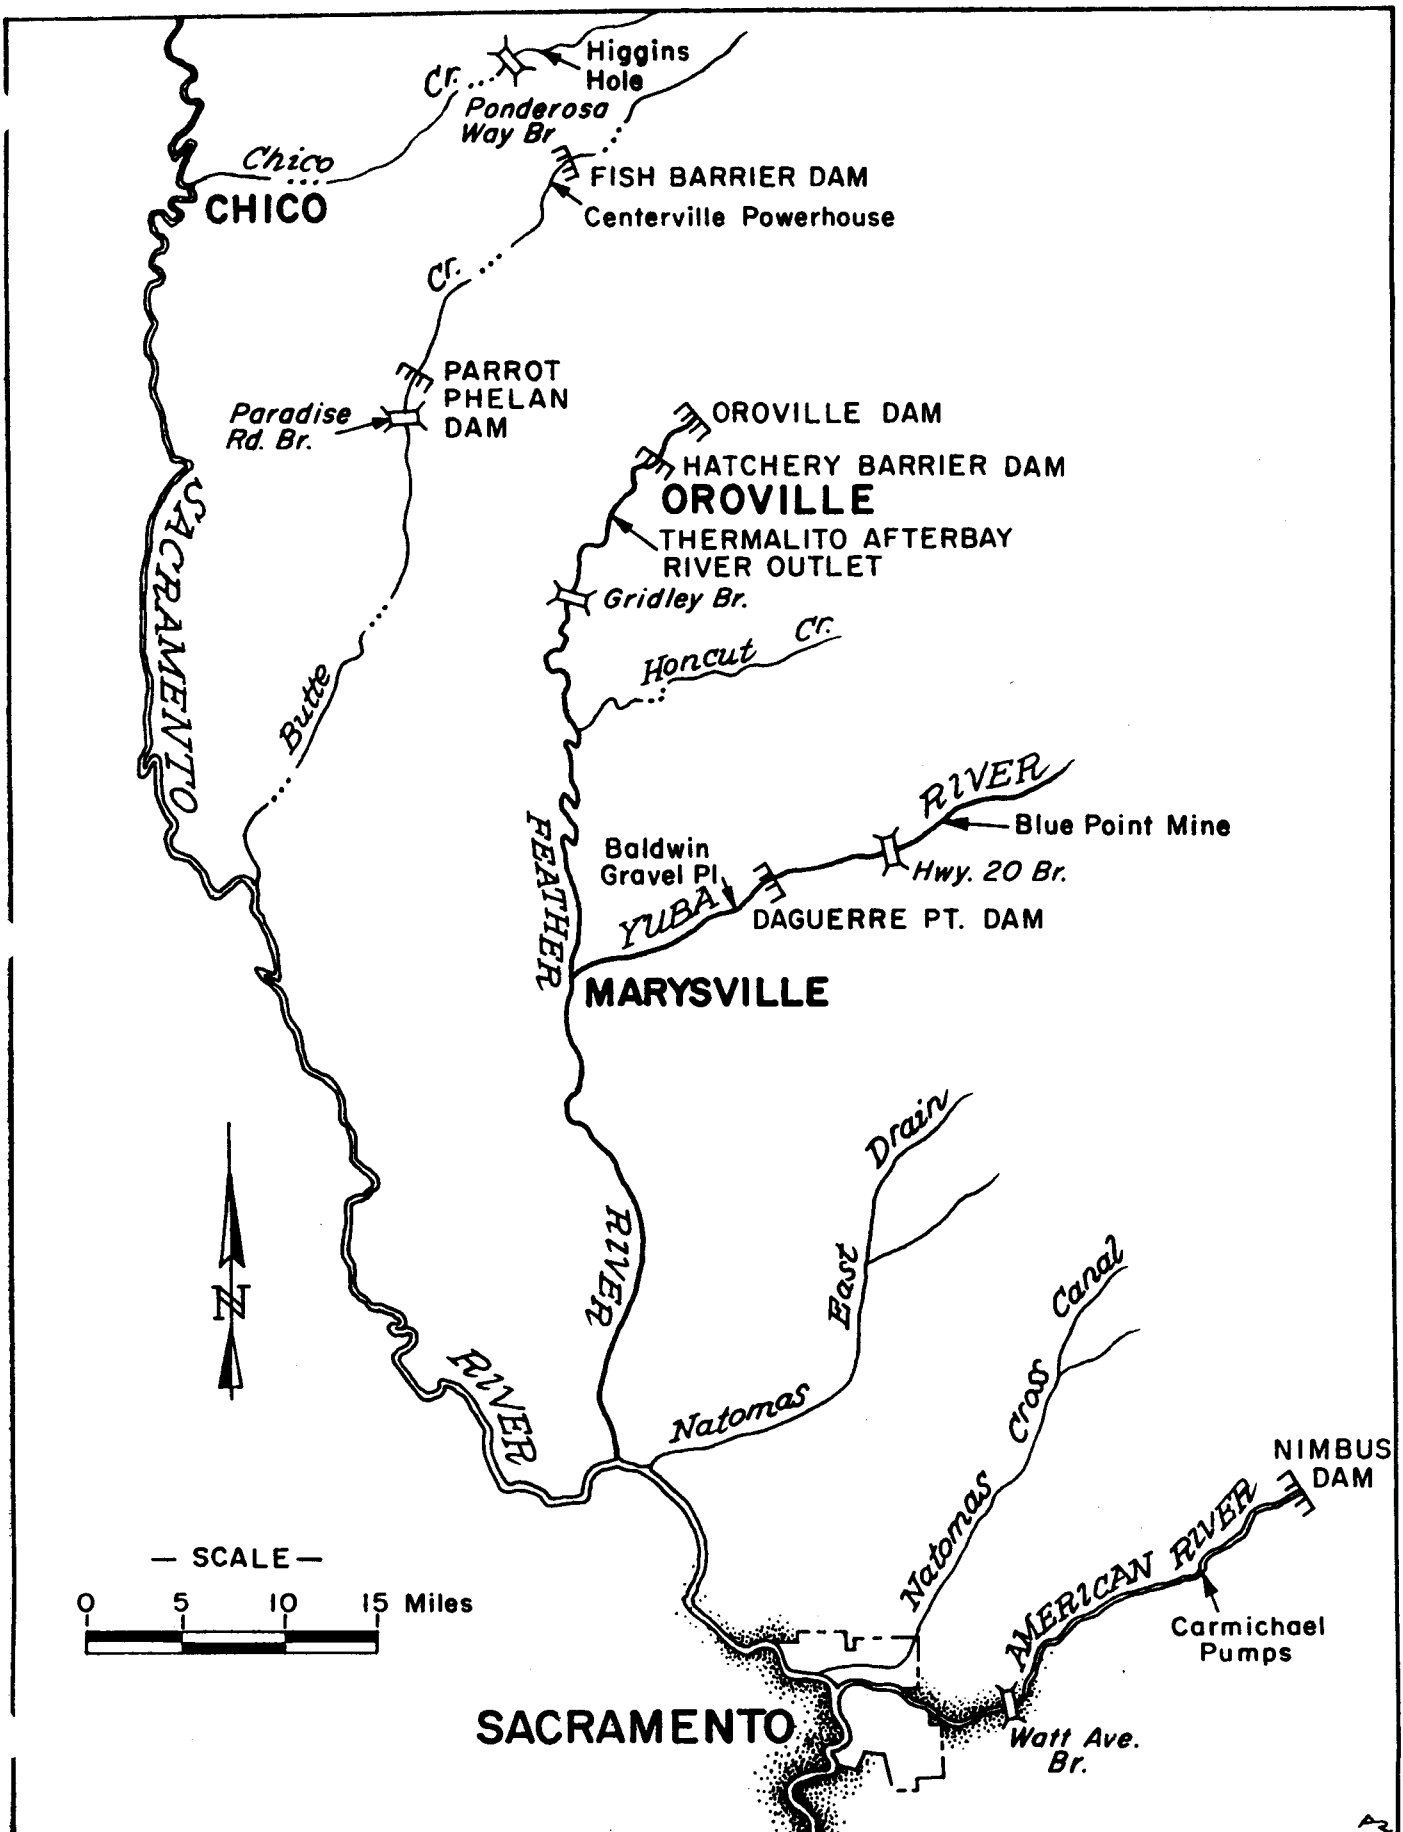 Higgins
Hole
Cr.
Ponderosa
Way Br
Chico
FISH BARRIER DAM
CHICO
Centerville Powerhouse
Cr.
PARROT
PHELAN
DAM
Paradise
Rd. Br.
OROVILLE DAM
HATCHERY BARRIER DAM
OROVILLE
THERMALITO AFTERBAY
RIVER OUTLET
SACRAMENTO
Gridley Br.
Honcut Cr.
Butte
RIVER
Blue Point Mine
Baldwin
Gravel Pl.
Hwy. 20 Br.
FEATHER
YUBA
DAGUERRE PT. DAM
MARYSVILLE
Drain
East
Canal
RIVER
N
RIVER
Natomas
Cross
NIMBUS
DAM
Natomas
AMERICAN RIVER
— SCALE —
0 5 10 15 Miles
Carmichael
Pumps
SACRAMENTO
Watt Ave.
Br.